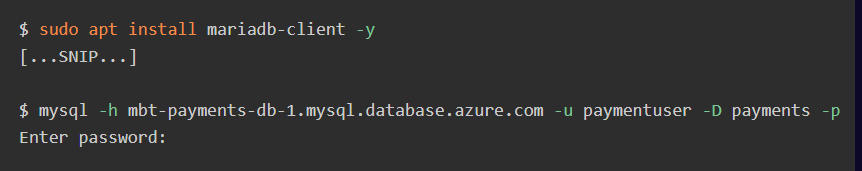 $ sudo apt install mariadb-client -y
[...SNIP...]
$ mysql -h mbt-payments-db-1.mysql.database.azure.com -u paymentuser -D payments -p
Enter password: